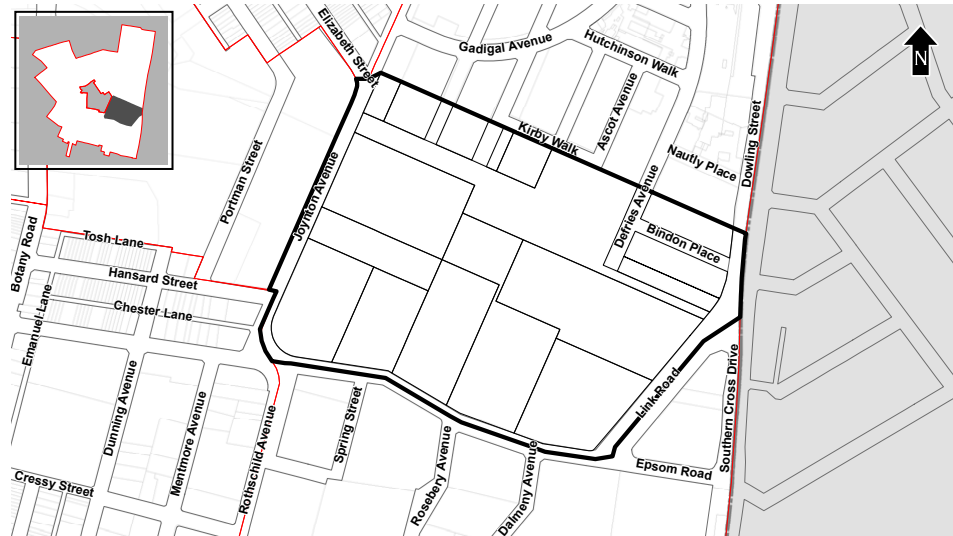 Elizabeth Street
Gadigal Avenue
Hutchinson Walk
N
Ascot Avenue
Kirby Walk
Dowling Street
Nautly Place
Portman Street
Joynton Avenue
Defries Avenue
Bindon Place
Botany Road
Tosh Lane
Hansard Street
Chester Lane
Emanuel Lane
Dunning Avenue
Mentmore Avenue
Rothschild Avenue
Spring Street
Link Road
Southern Cross Drive
Rosebery Avenue
Dalmeny Avenue
Epsom Road
Cressy Street